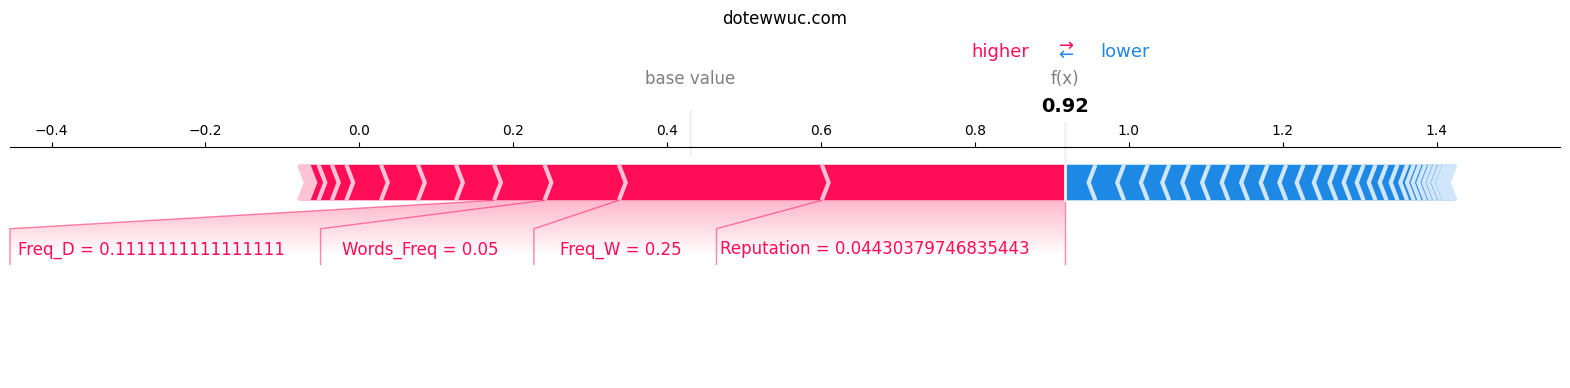 dotewwuc.com
higher ⇄ lower
base value f(x)
0.92
−0.4 −0.2 0.0 0.2 0.4 0.6 0.8 1.0 1.2 1.4
Freq_D = 0.1111111111111111 Words_Freq = 0.05 Freq_W = 0.25 Reputation = 0.04430379746835443